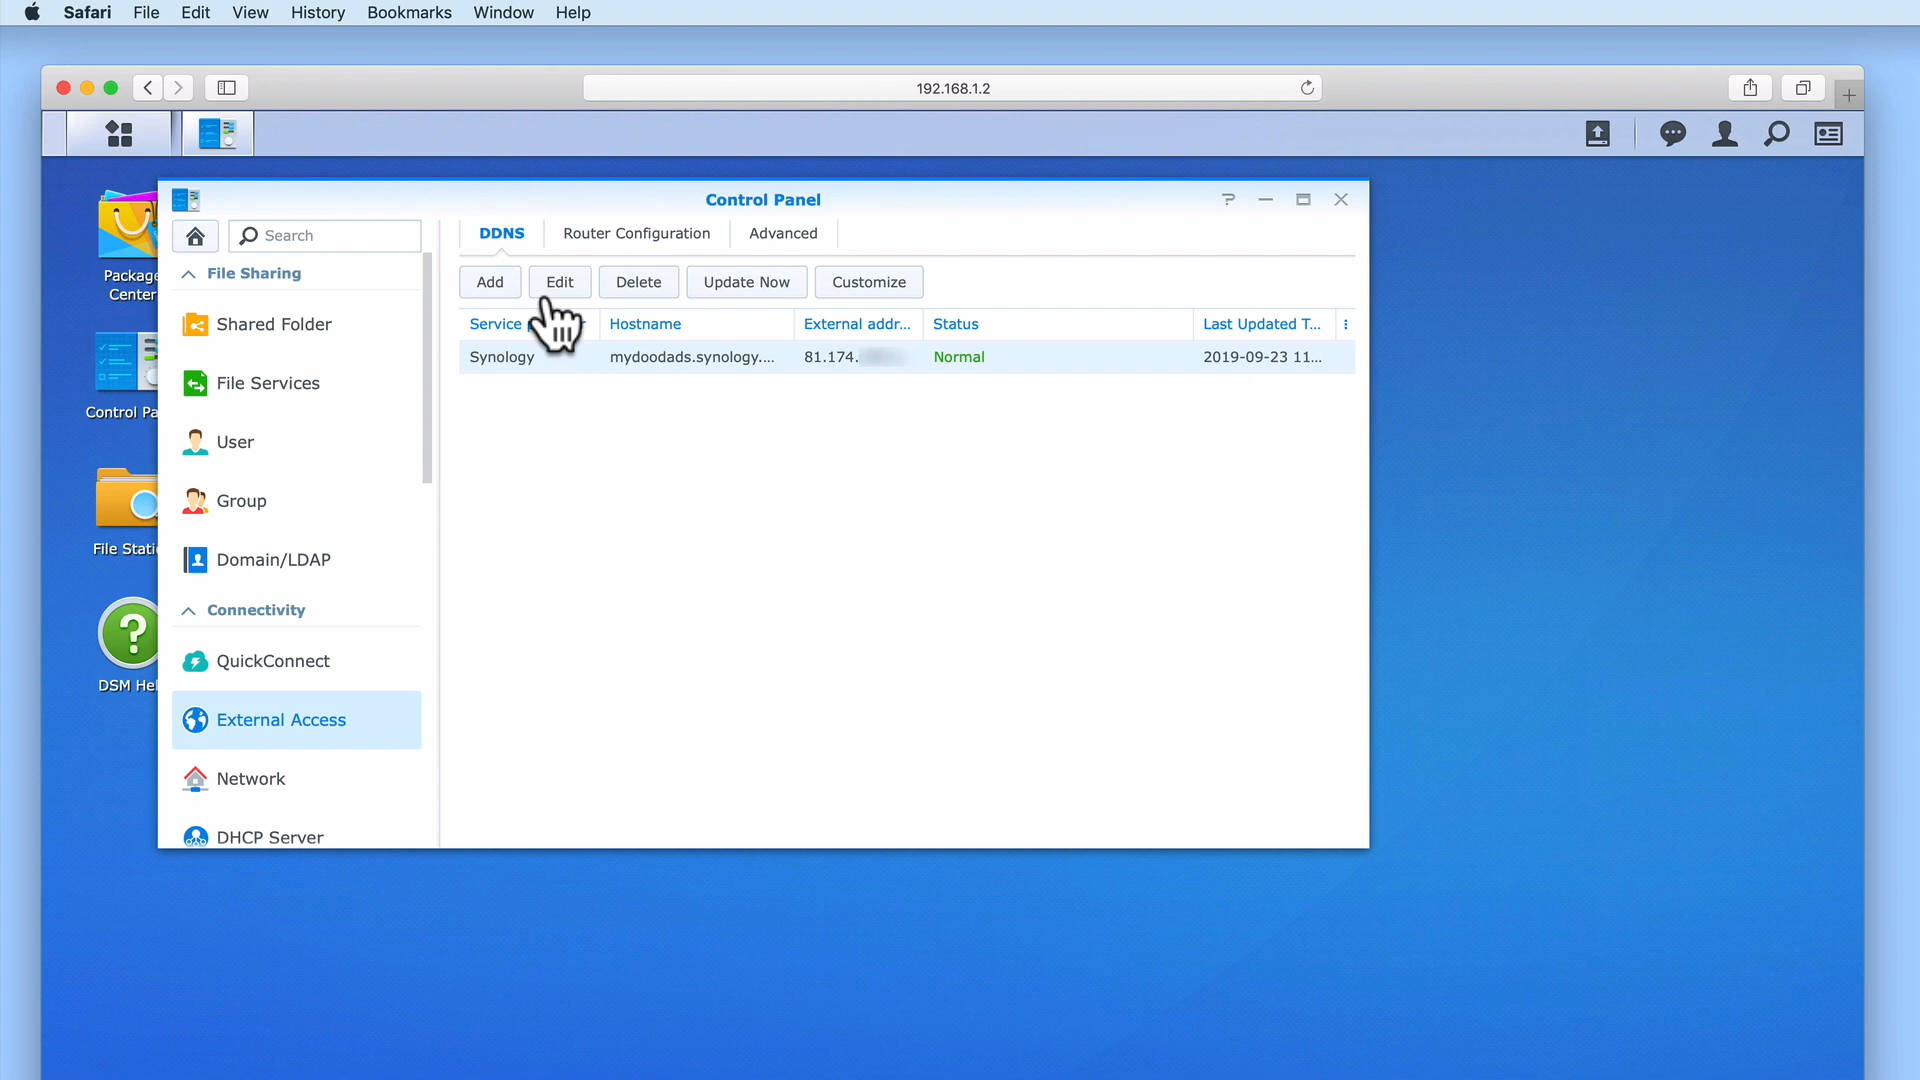 Safari File Edit View History Bookmarks Window Help
192.168.1.2
Control Panel
Search
DDNS Router Configuration Advanced
Add Edit Delete Update Now Customize
Service Hostname External addr... Status Last Updated T...
Synology mydoodads.synology.... 81.174. Normal 2019-09-23 11...
File Sharing
Shared Folder
File Services
User
Group
Domain/LDAP
Connectivity
QuickConnect
External Access
Network
DHCP Server
Package
Center
Control Pa
File Stati
DSM Hel